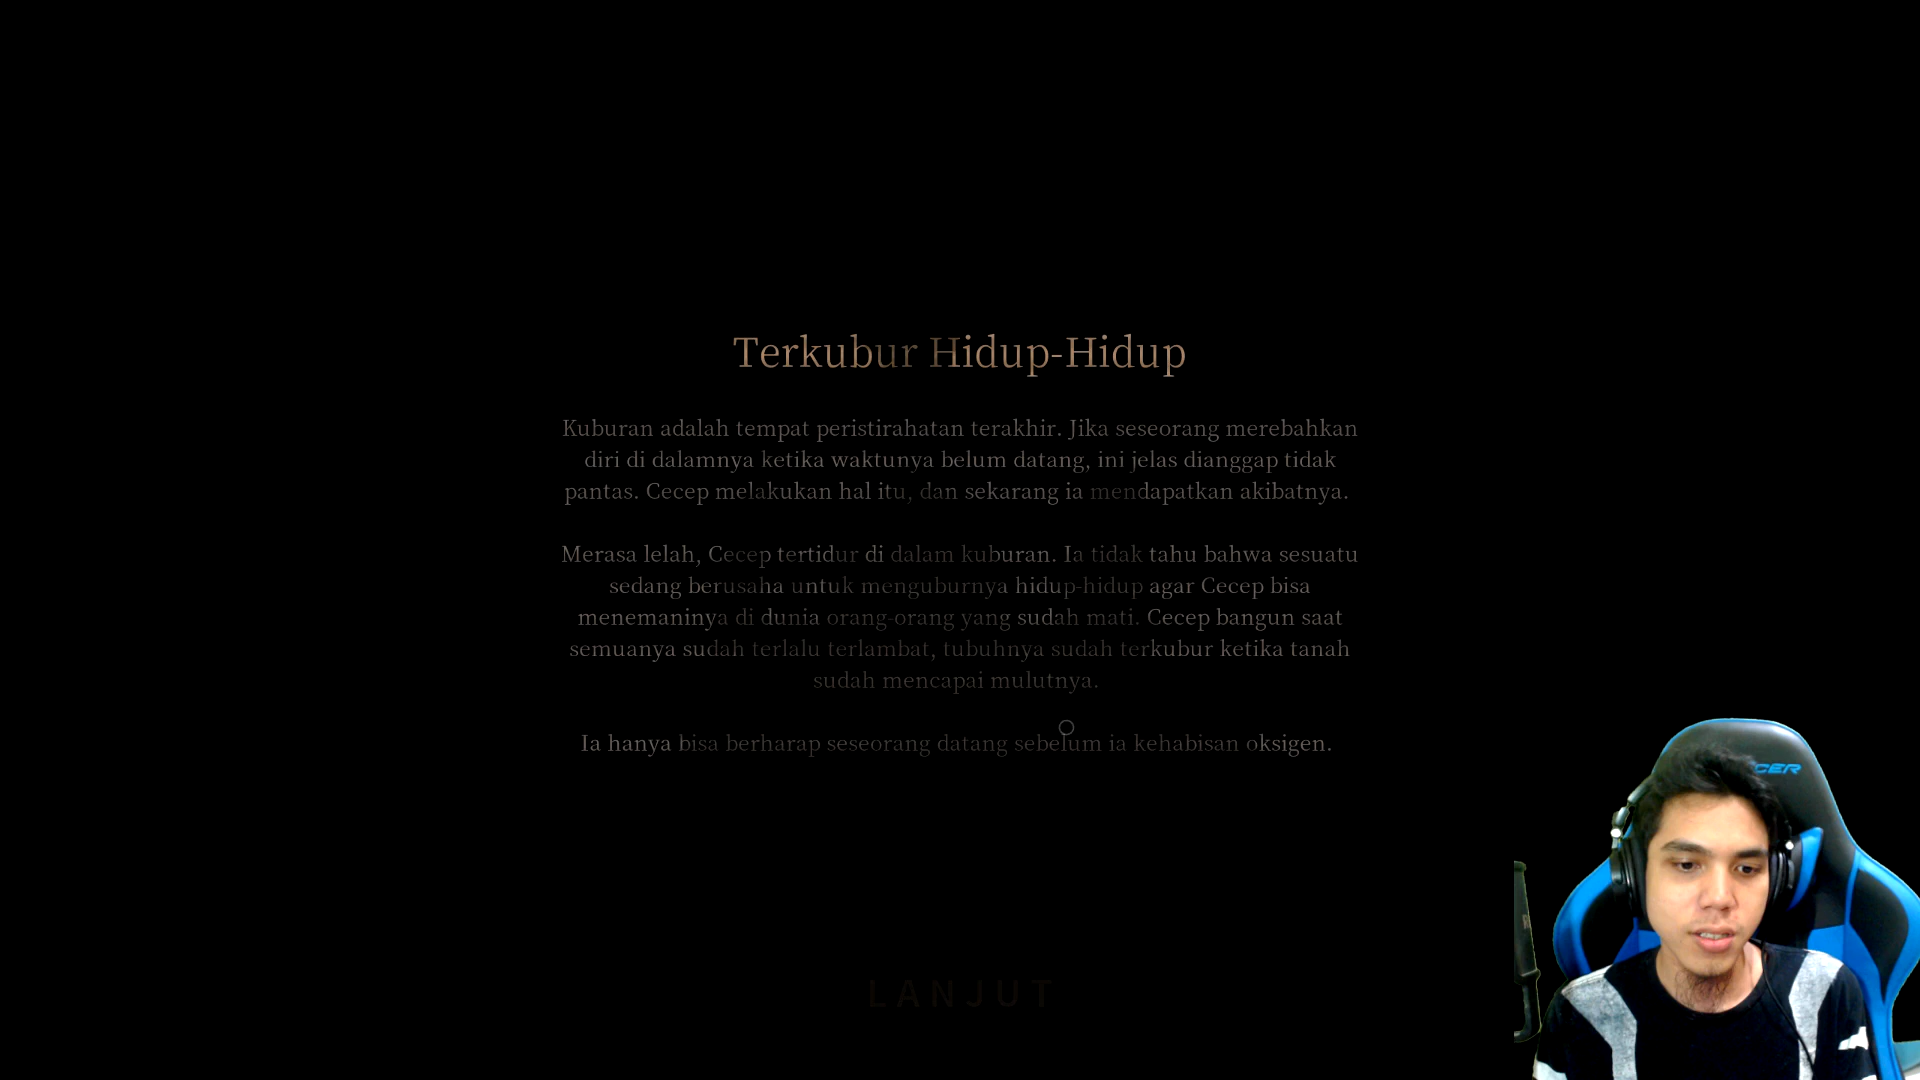 Terkubur Hidup-Hidup
Kuburan adalah tempat peristirahatan terakhir. Jika seseorang merebahkan
diri di dalamnya ketika waktunya belum datang, ini jelas dianggap tidak
pantas. Cecep melakukan hal itu, dan sekarang ia mendapatkan akibatnya.
Merasa lelah, Cecep tertidur di dalam kuburan. Ia tidak tahu bahwa sesuatu
sedang berusaha untuk menguburnya hidup-hidup agar Cecep bisa
menemaninya di dunia orang-orang yang sudah mati. Cecep bangun saat
semuanya sudah terlalu terlambat, tubuhnya sudah terkubur ketika tanah
sudah mencapai mulutnya.
Ia hanya bisa berharap seseorang datang sebelum ia kehabisan oksigen.
CER
LANJUT